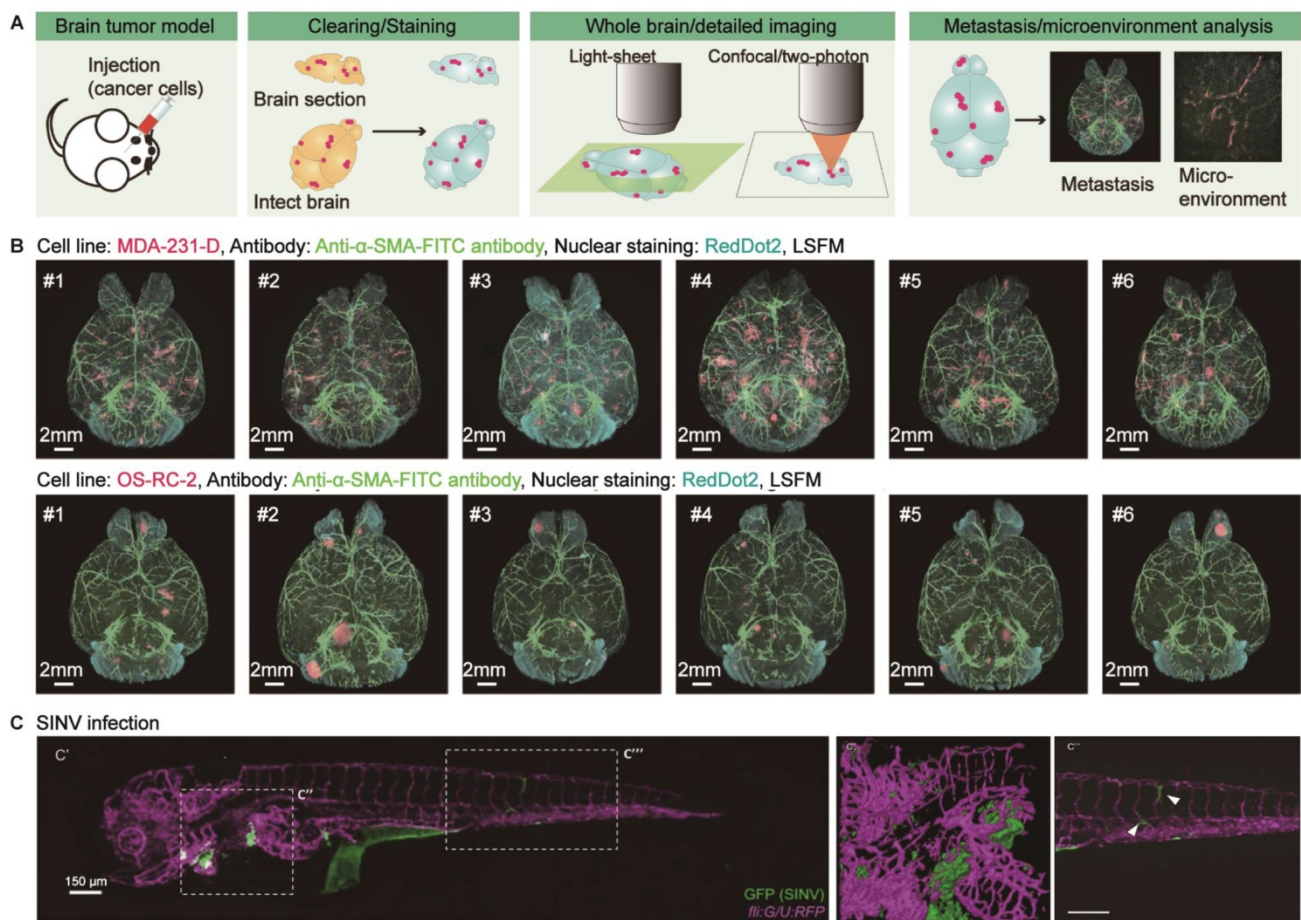 A
Brain tumor model
Clearing/Staining
Whole brain/detailed imaging
Metastasis/microenvironment analysis
Injection
(cancer cells)
Brain section
Intect brain
Light-sheet
Confocal/two-photon
Metastasis
Micro-
environment
B Cell line: MDA-231-D, Antibody: Anti-α-SMA-FITC antibody, Nuclear staining: RedDot2, LSFM
#1 #2 #3 #4 #5 #6
2mm 2mm 2mm 2mm 2mm 2mm
Cell line: OS-RC-2, Antibody: Anti-α-SMA-FITC antibody, Nuclear staining: RedDot2, LSFM
#1 #2 #3 #4 #5 #6
2mm 2mm 2mm 2mm 2mm 2mm
C SINV infection
C' C'' C'''
C'''
C''
150 µm
GFP (SINV)
fli:G/U:RFP